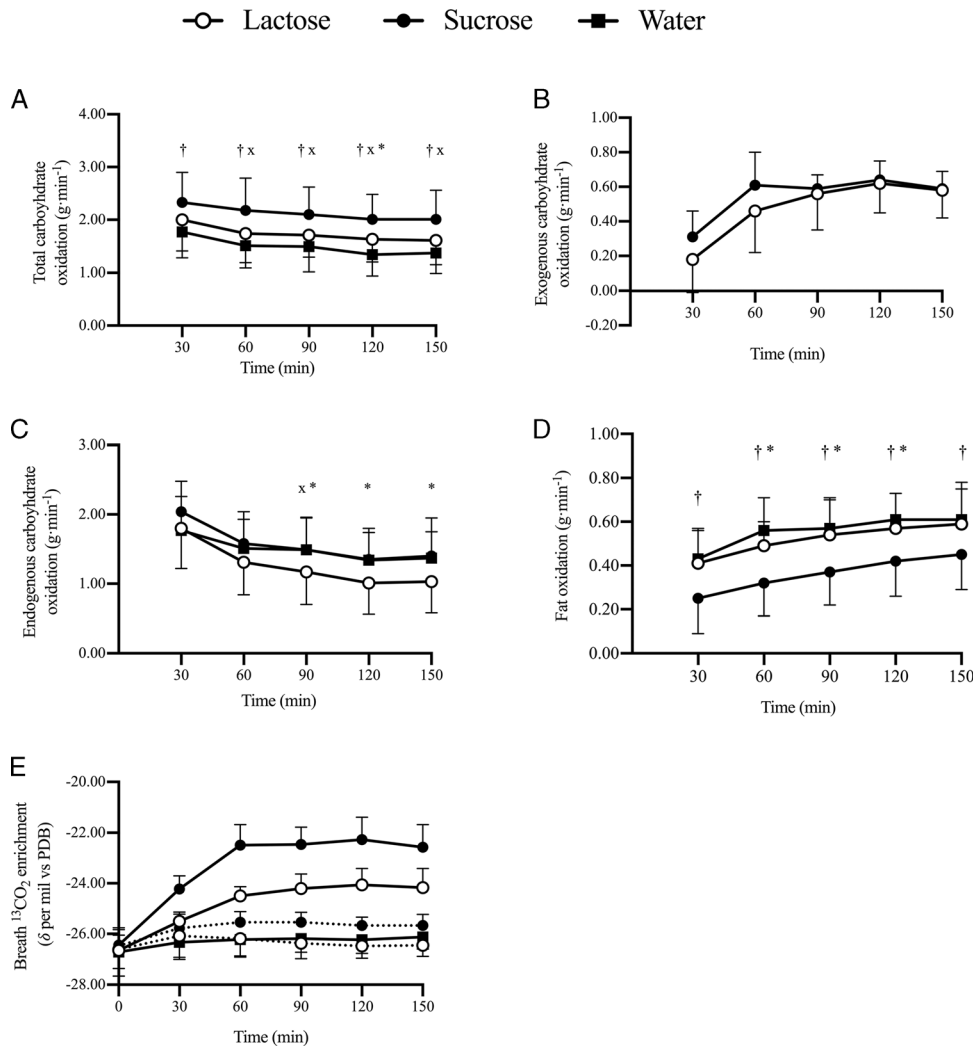 Lactose Sucrose Water
A
Total carboyhdrate
oxidation (g·min⁻¹)
4.00
3.00
2.00
1.00
0.00
† † x † x † x * † x
30 60 90 120 150
Time (min)
B
Exogenous carboyhdrate
oxidation (g·min⁻¹)
1.00
0.80
0.60
0.40
0.20
0.00
-0.20
30 60 90 120 150
Time (min)
C
Endogenous carboyhdrate
oxidation (g·min⁻¹)
3.00
2.00
1.00
0.00
x * * *
30 60 90 120 150
Time (min)
D
Fat oxidation (g·min⁻¹)
1.00
0.80
0.60
0.40
0.20
0.00
† † * † * † * †
30 60 90 120 150
Time (min)
E
Breath ¹³CO₂ enrichment
(δ per mil vs PDB)
-20.00
-22.00
-24.00
-26.00
-28.00
0 30 60 90 120 150
Time (min)